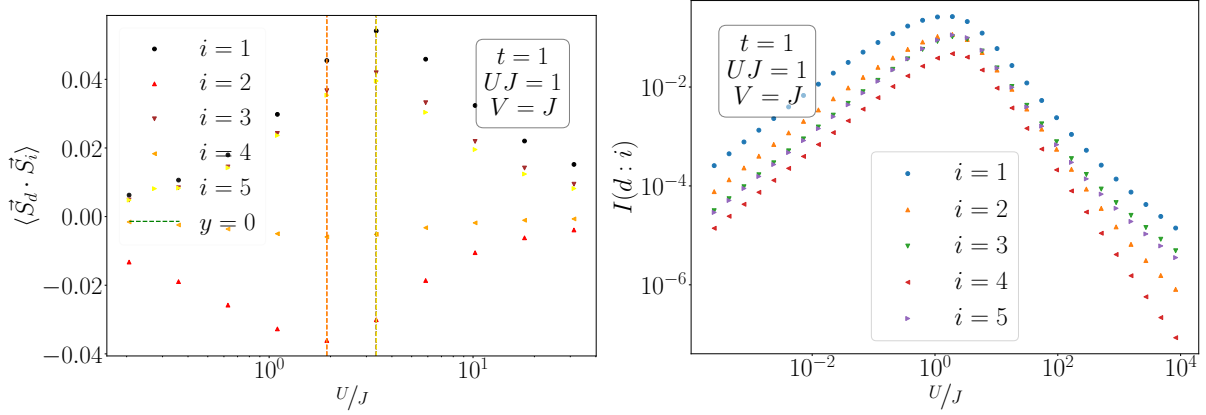 0.04
0.02
0.00
−0.02
−0.04
⟨S⃗_d · S⃗_i⟩
i = 1
i = 2
i = 3
i = 4
i = 5
y = 0
t = 1
UJ = 1
V = J
10^0
10^1
U/J
10^−2
10^−4
10^−6
I(d : i)
t = 1
UJ = 1
V = J
i = 1
i = 2
i = 3
i = 4
i = 5
10^−2
10^0
10^2
10^4
U/J